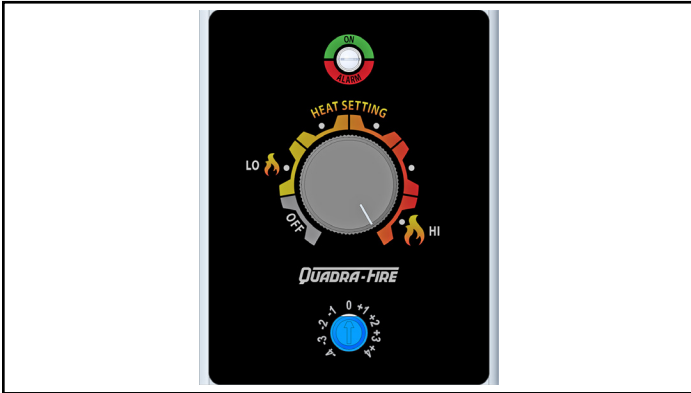 ON
ALARM
HEAT SETTING
LO
HI
OFF
QUADRA-FIRE
-4 -3 -2 -1 0 +1 +2 +3 +4